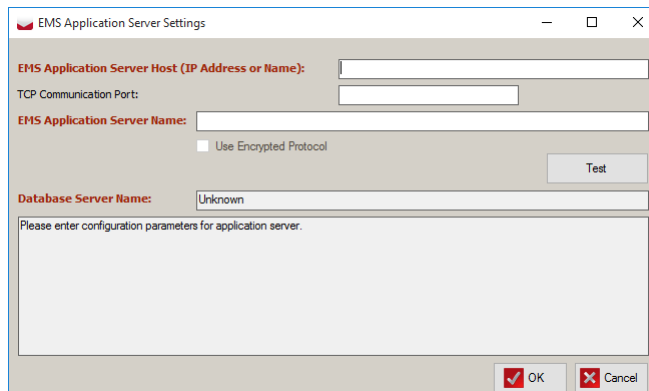 EMS Application Server Settings
EMS Application Server Host (IP Address or Name):
TCP Communication Port:
EMS Application Server Name:
Use Encrypted Protocol
Test
Database Server Name: Unknown
Please enter configuration parameters for application server.
OK Cancel